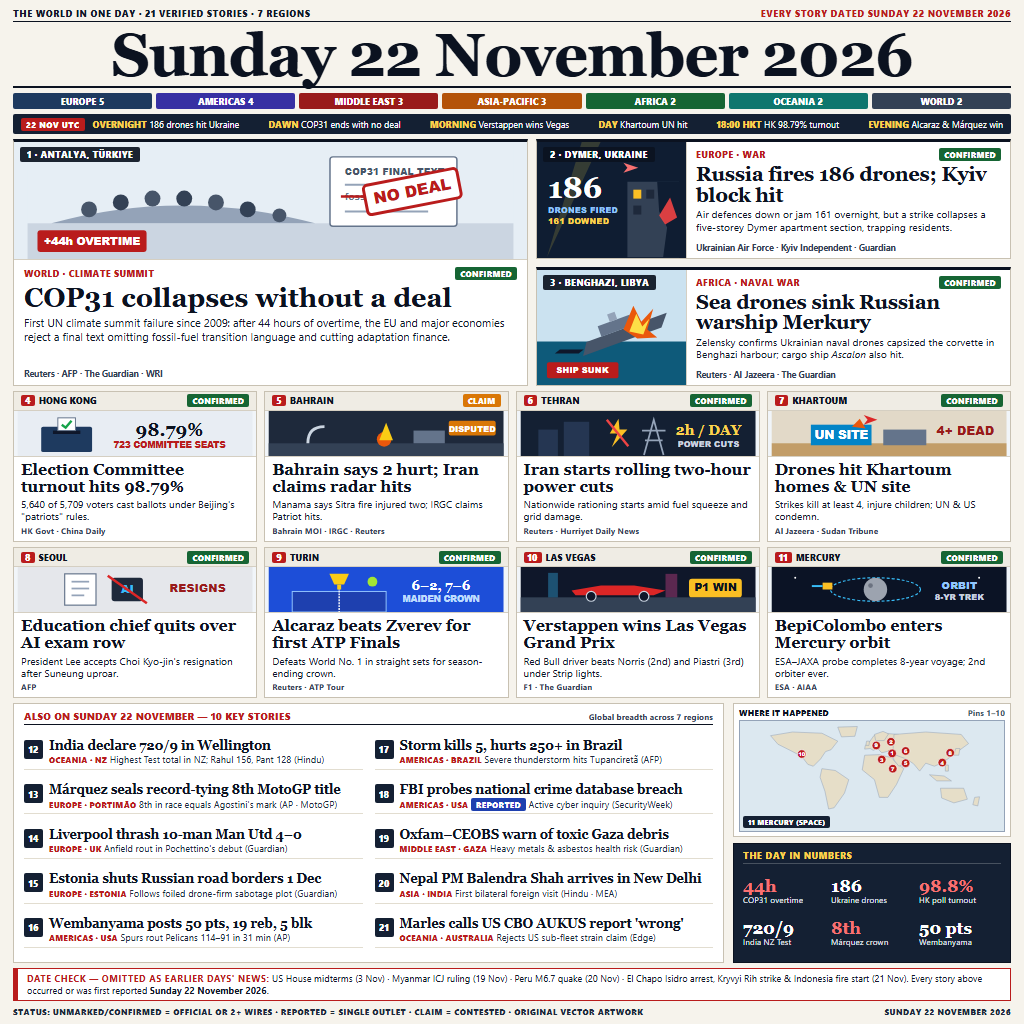 THE WORLD IN ONE DAY · 21 VERIFIED STORIES · 7 REGIONS
EVERY STORY DATED SUNDAY 22 NOVEMBER 2026
Sunday 22 November 2026
EUROPE 5
AMERICAS 4
MIDDLE EAST 3
ASIA-PACIFIC 3
AFRICA 2
OCEANIA 2
WORLD 2
22 NOV UTC
OVERNIGHT 186 drones hit Ukraine
DAWN COP31 ends with no deal
MORNING Verstappen wins Vegas
DAY Khartoum UN hit
18:00 HKT HK 98.79% turnout
EVENING Alcaraz & Márquez win
1 · ANTALYA, TÜRKIYE
COP31 FINAL TEXT
NO DEAL
+44h OVERTIME
WORLD · CLIMATE SUMMIT
CONFIRMED
COP31 collapses without a deal
First UN climate summit failure since 2009: after 44 hours of overtime, the EU and major economies
reject a final text omitting fossil-fuel transition language and cutting adaptation finance.
Reuters · AFP · The Guardian · WRI
2 · DYMER, UKRAINE
186
DRONES FIRED
161 DOWNED
EUROPE · WAR
CONFIRMED
Russia fires 186 drones; Kyiv
block hit
Air defences down or jam 161 overnight, but a strike collapses a
five-storey Dymer apartment section, trapping residents.
Ukrainian Air Force · Kyiv Independent · Guardian
3 · BENGHAZI, LIBYA
SHIP SUNK
AFRICA · NAVAL WAR
CONFIRMED
Sea drones sink Russian
warship Merkury
Zelensky confirms Ukrainian naval drones capsized the corvette in
Benghazi harbour; cargo ship Ascalon also hit.
Reuters · Al Jazeera · The Guardian
4 HONG KONG
CONFIRMED
98.79%
723 COMMITTEE SEATS
Election Committee
turnout hits 98.79%
5,640 of 5,709 voters cast ballots under Beijing's
"patriots" rules.
HK Govt · China Daily
5 BAHRAIN
CLAIM
DISPUTED
Bahrain says 2 hurt; Iran
claims radar hits
Manama says Sitra fire injured two; IRGC claims
Patriot hits.
Bahrain MOI · IRGC · Reuters
6 TEHRAN
CONFIRMED
2h / DAY
POWER CUTS
Iran starts rolling two-hour
power cuts
Nationwide rationing starts amid fuel squeeze and
grid damage.
Reuters · Hurriyet Daily News
7 KHARTOUM
CONFIRMED
UN SITE
4+ DEAD
Drones hit Khartoum
homes & UN site
Strikes kill at least 4, injure children; UN & US
condemn.
Al Jazeera · Sudan Tribune
8 SEOUL
CONFIRMED
AI
RESIGNS
Education chief quits over
AI exam row
President Lee accepts Choi Kyo-jin's resignation
after Suneung uproar.
AFP
9 TURIN
CONFIRMED
6–2, 7–6
MAIDEN CROWN
Alcaraz beats Zverev for
first ATP Finals
Defeats World No. 1 in straight sets for season-
ending crown.
Reuters · ATP Tour
10 LAS VEGAS
CONFIRMED
P1 WIN
Verstappen wins Las Vegas
Grand Prix
Red Bull driver beats Norris (2nd) and Piastri (3rd)
under Strip lights.
F1 · The Guardian
11 MERCURY
CONFIRMED
ORBIT
8-YR TREK
BepiColombo enters
Mercury orbit
ESA–JAXA probe completes 8-year voyage; 2nd
orbiter ever.
ESA · AIAA
ALSO ON SUNDAY 22 NOVEMBER — 10 KEY STORIES
Global breadth across 7 regions
12 India declare 720/9 in Wellington
OCEANIA · NZ Highest Test total in NZ; Rahul 156, Pant 128 (Hindu)
13 Márquez seals record-tying 8th MotoGP title
EUROPE · PORTIMÃO 8th in race equals Agostini's mark (AP · MotoGP)
14 Liverpool thrash 10-man Man Utd 4–0
EUROPE · UK Anfield rout in Pochettino's debut (Guardian)
15 Estonia shuts Russian road borders 1 Dec
EUROPE · ESTONIA Follows foiled drone-firm sabotage plot (Guardian)
16 Wembanyama posts 50 pts, 19 reb, 5 blk
AMERICAS · USA Spurs rout Pelicans 114–91 in 31 min (AP)
17 Storm kills 5, hurts 250+ in Brazil
AMERICAS · BRAZIL Severe thunderstorm hits Tupanciretã (AFP)
18 FBI probes national crime database breach
AMERICAS · USA REPORTED Active cyber inquiry (SecurityWeek)
19 Oxfam–CEOBS warn of toxic Gaza debris
MIDDLE EAST · GAZA Heavy metals & asbestos health risk (Guardian)
20 Nepal PM Balendra Shah arrives in New Delhi
ASIA · INDIA First bilateral foreign visit (Hindu · MEA)
21 Marles calls US CBO AUKUS report 'wrong'
OCEANIA · AUSTRALIA Rejects US sub-fleet strain claim (Edge)
WHERE IT HAPPENED
Pins 1–10
11 MERCURY (SPACE)
THE DAY IN NUMBERS
44h
COP31 overtime
186
Ukraine drones
98.8%
HK poll turnout
720/9
India NZ Test
8th
Márquez crown
50 pts
Wembanyama
DATE CHECK — OMITTED AS EARLIER DAYS' NEWS: US House midterms (3 Nov) · Myanmar ICJ ruling (19 Nov) · Peru M6.7 quake (20 Nov) · El Chapo Isidro arrest, Kryvyi Rih strike & Indonesia fire start (21 Nov). Every story above
occurred or was first reported Sunday 22 November 2026.
STATUS: UNMARKED/CONFIRMED = OFFICIAL OR 2+ WIRES · REPORTED = SINGLE OUTLET · CLAIM = CONTESTED · ORIGINAL VECTOR ARTWORK
SUNDAY 22 NOVEMBER 2026